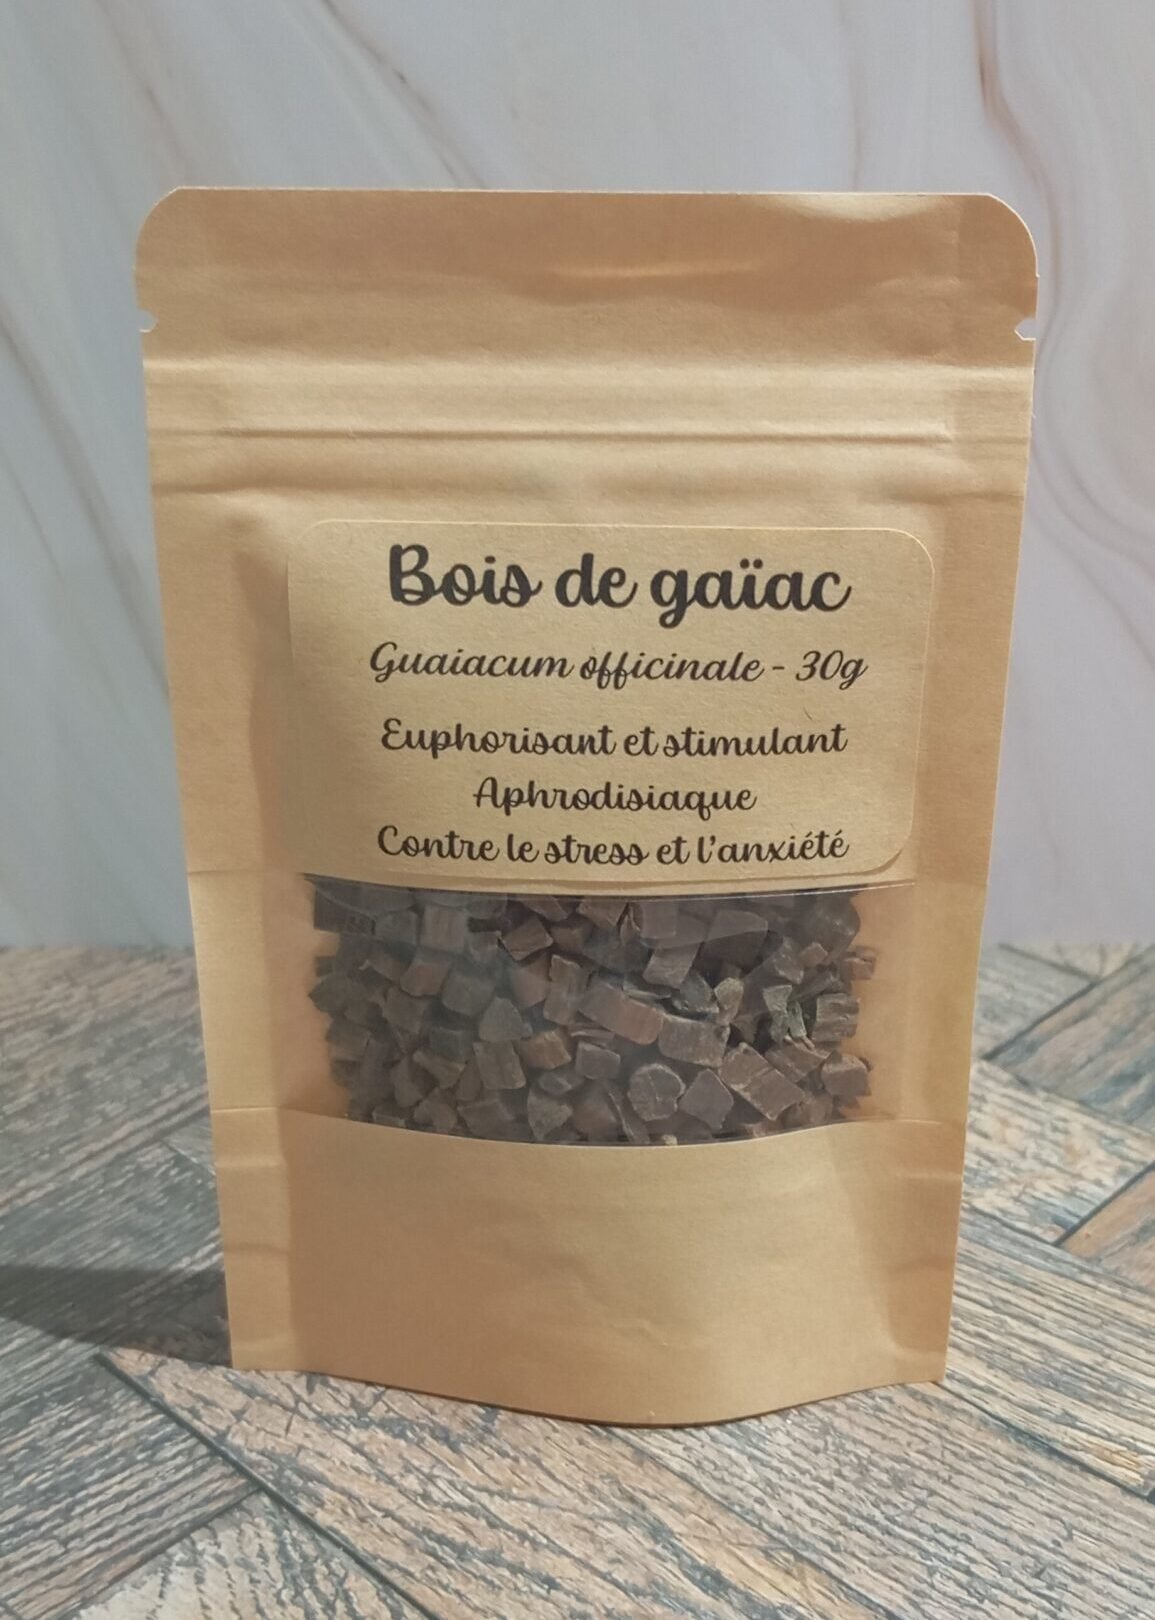 Bois de gaïac
Guaiacum officinale - 30g
Euphorisant et stimulant
Aphrodisiaque
Contre le stress et l'anxiété